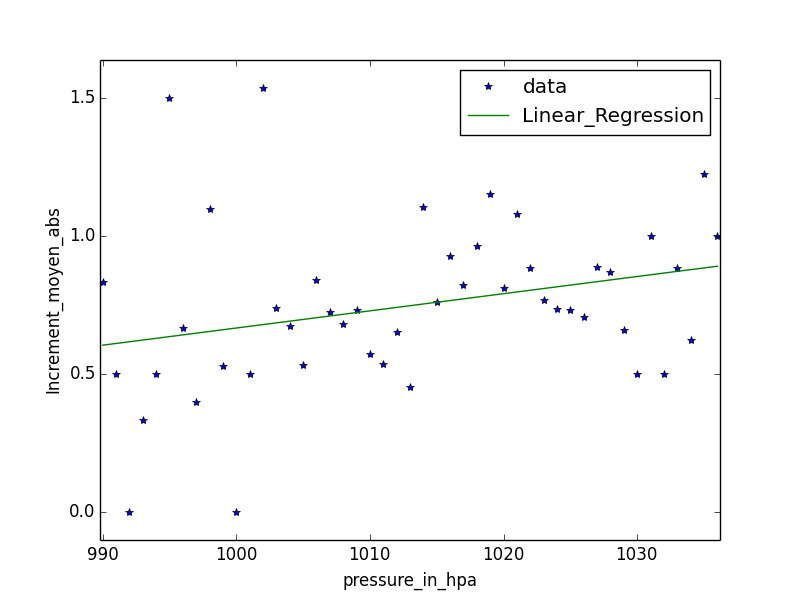 data
Linear_Regression
1.5
1.0
0.5
0.0
Increment_moyen_abs
990 1000 1010 1020 1030
pressure_in_hpa